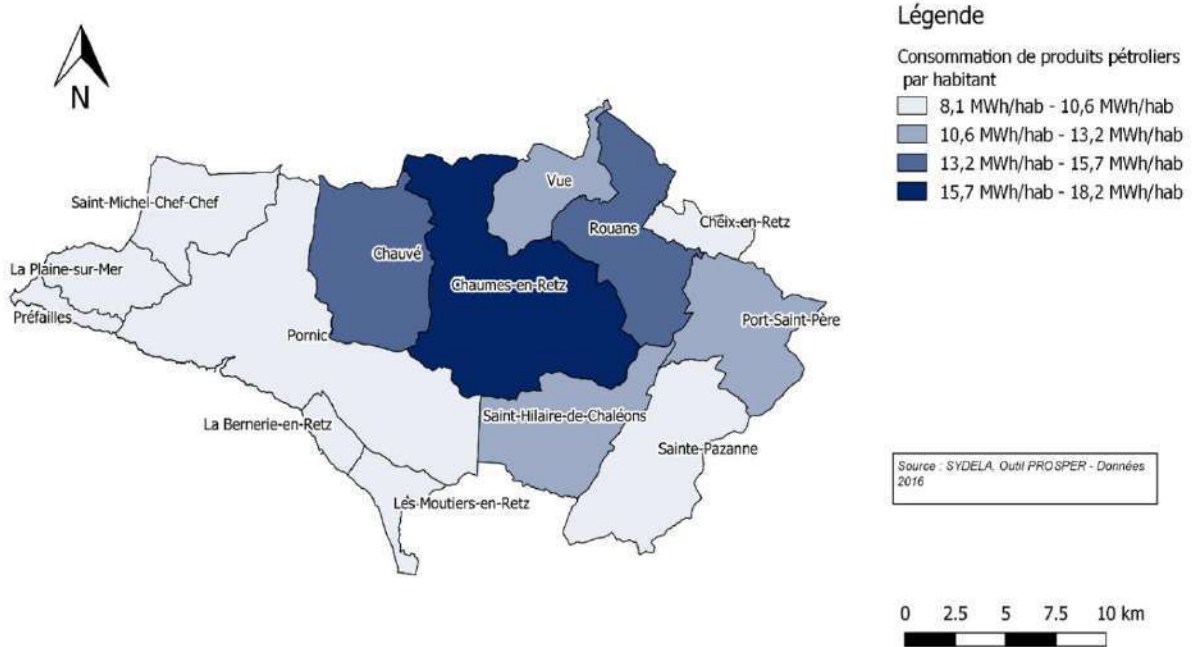 Légende
Consommation de produits pétroliers
par habitant
8,1 MWh/hab - 10,6 MWh/hab
10,6 MWh/hab - 13,2 MWh/hab
13,2 MWh/hab - 15,7 MWh/hab
15,7 MWh/hab - 18,2 MWh/hab
N
Vue
Saint-Michel-Chef-Chef
Chéix-en-Retz
Rouans
Chauvé
La Plaine-sur-Mer
Chaumes-en-Retz
Préfailles
Port-Saint-Père
Pornic
Saint-Hilaire-de-Chaléons
La Bernerie-en-Retz
Sainte-Pazanne
Les Moutiers-en-Retz
Source : SYDELA, Outil PROSPER - Données
2016
0 2.5 5 7.5 10 km